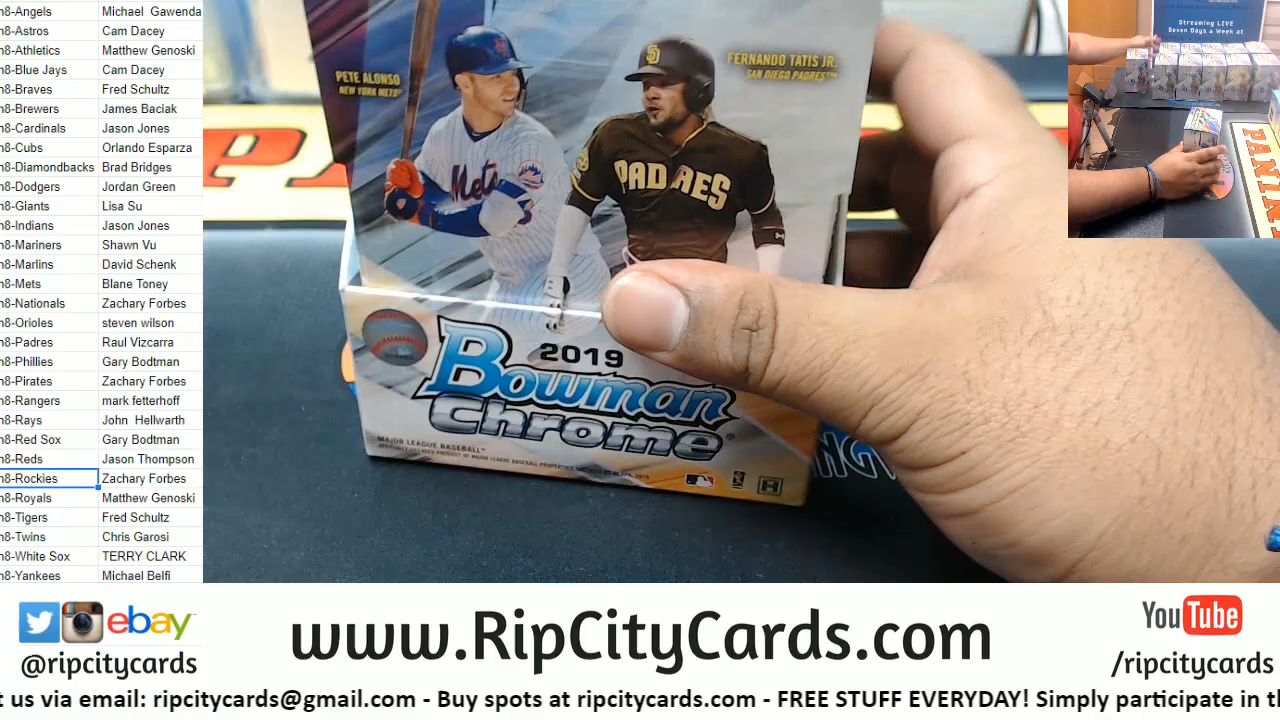 n8-Angels Michael Gawenda
n8-Astros Cam Dacey
n8-Athletics Matthew Genoski
n8-Blue Jays Cam Dacey
n8-Braves Fred Schultz
n8-Brewers James Baciak
n8-Cardinals Jason Jones
n8-Cubs Orlando Esparza
n8-Diamondbacks Brad Bridges
n8-Dodgers Jordan Green
n8-Giants Lisa Su
n8-Indians Jason Jones
n8-Mariners Shawn Vu
n8-Marlins David Schenk
n8-Mets Blane Toney
n8-Nationals Zachary Forbes
n8-Orioles steven wilson
n8-Padres Raul Vizcarra
n8-Phillies Gary Bodtman
n8-Pirates Zachary Forbes
n8-Rangers mark fetterhoff
n8-Rays John Hellwarth
n8-Red Sox Gary Bodtman
n8-Reds Jason Thompson
n8-Rockies Zachary Forbes
n8-Royals Matthew Genoski
n8-Tigers Fred Schultz
n8-Twins Chris Garosi
n8-White Sox TERRY CLARK
n8-Yankees Michael Belfi
PETE ALONSO
NEW YORK METS
FERNANDO TATIS JR.
SAN DIEGO PADRES™
Mets
PADRES
2019
Bowman
Chrome®
MAJOR LEAGUE BASEBALL™
Streaming LIVE
Seven Days a Week at
PANINI
ebay
@ripcitycards
www.RipCityCards.com
YouTube
/ripcitycards
t us via email: ripcitycards@gmail.com - Buy spots at ripcitycards.com - FREE STUFF EVERYDAY! Simply participate in th